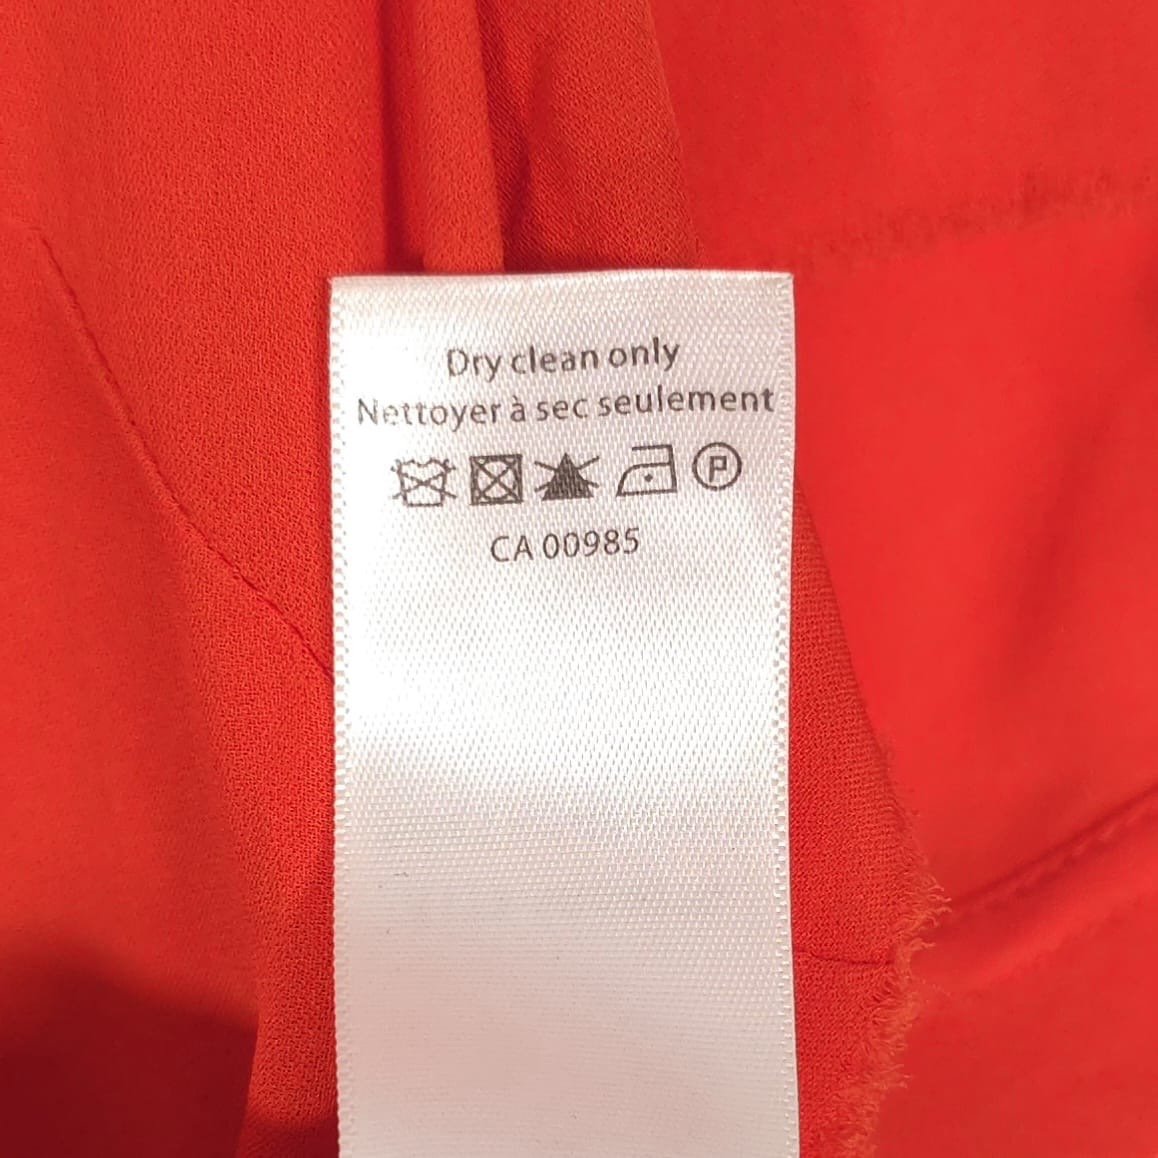 Dry clean only
Nettoyer à sec seulement
P
CA 00985